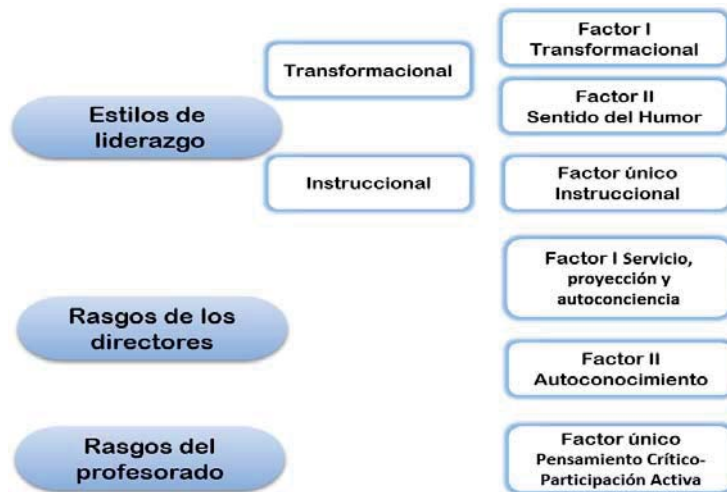 Estilos de
liderazgo
Transformacional
Factor I
Transformacional
Factor II
Sentido del Humor
Instruccional
Factor único
Instruccional
Rasgos de los
directores
Factor I Servicio,
proyección y
autoconciencia
Factor II
Autoconocimiento
Rasgos del
profesorado
Factor único
Pensamiento Crítico-
Participación Activa